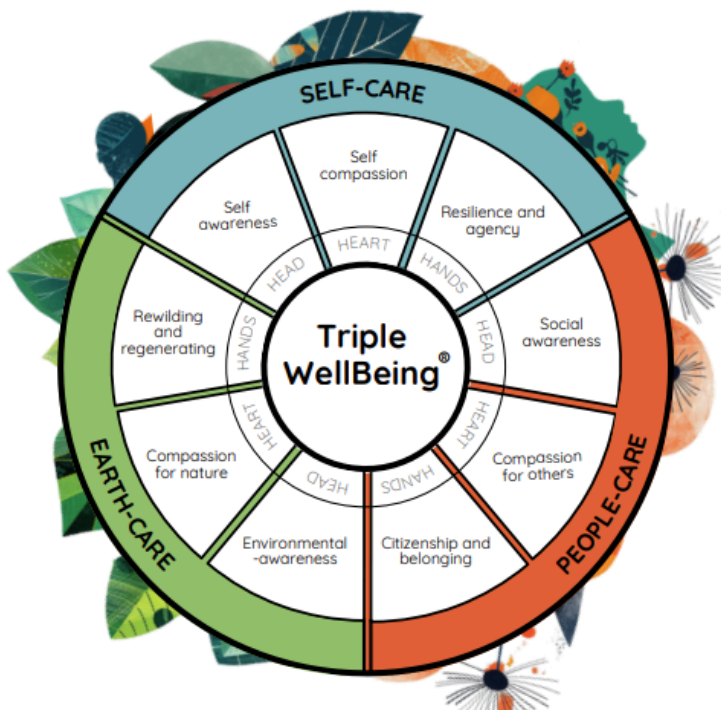 SELF-CARE
Self
compassion
Self
awareness
Resilience and
agency
HEAD
HEART
HANDS
Rewilding
and
regenerating
HANDS
Triple
WellBeing®
HEAD
Social
awareness
Compassion
for nature
HEART
HEART
Compassion
for others
HEAD
HANDS
Environmental
-awareness
Citizenship and
belonging
EARTH-CARE
PEOPLE-CARE